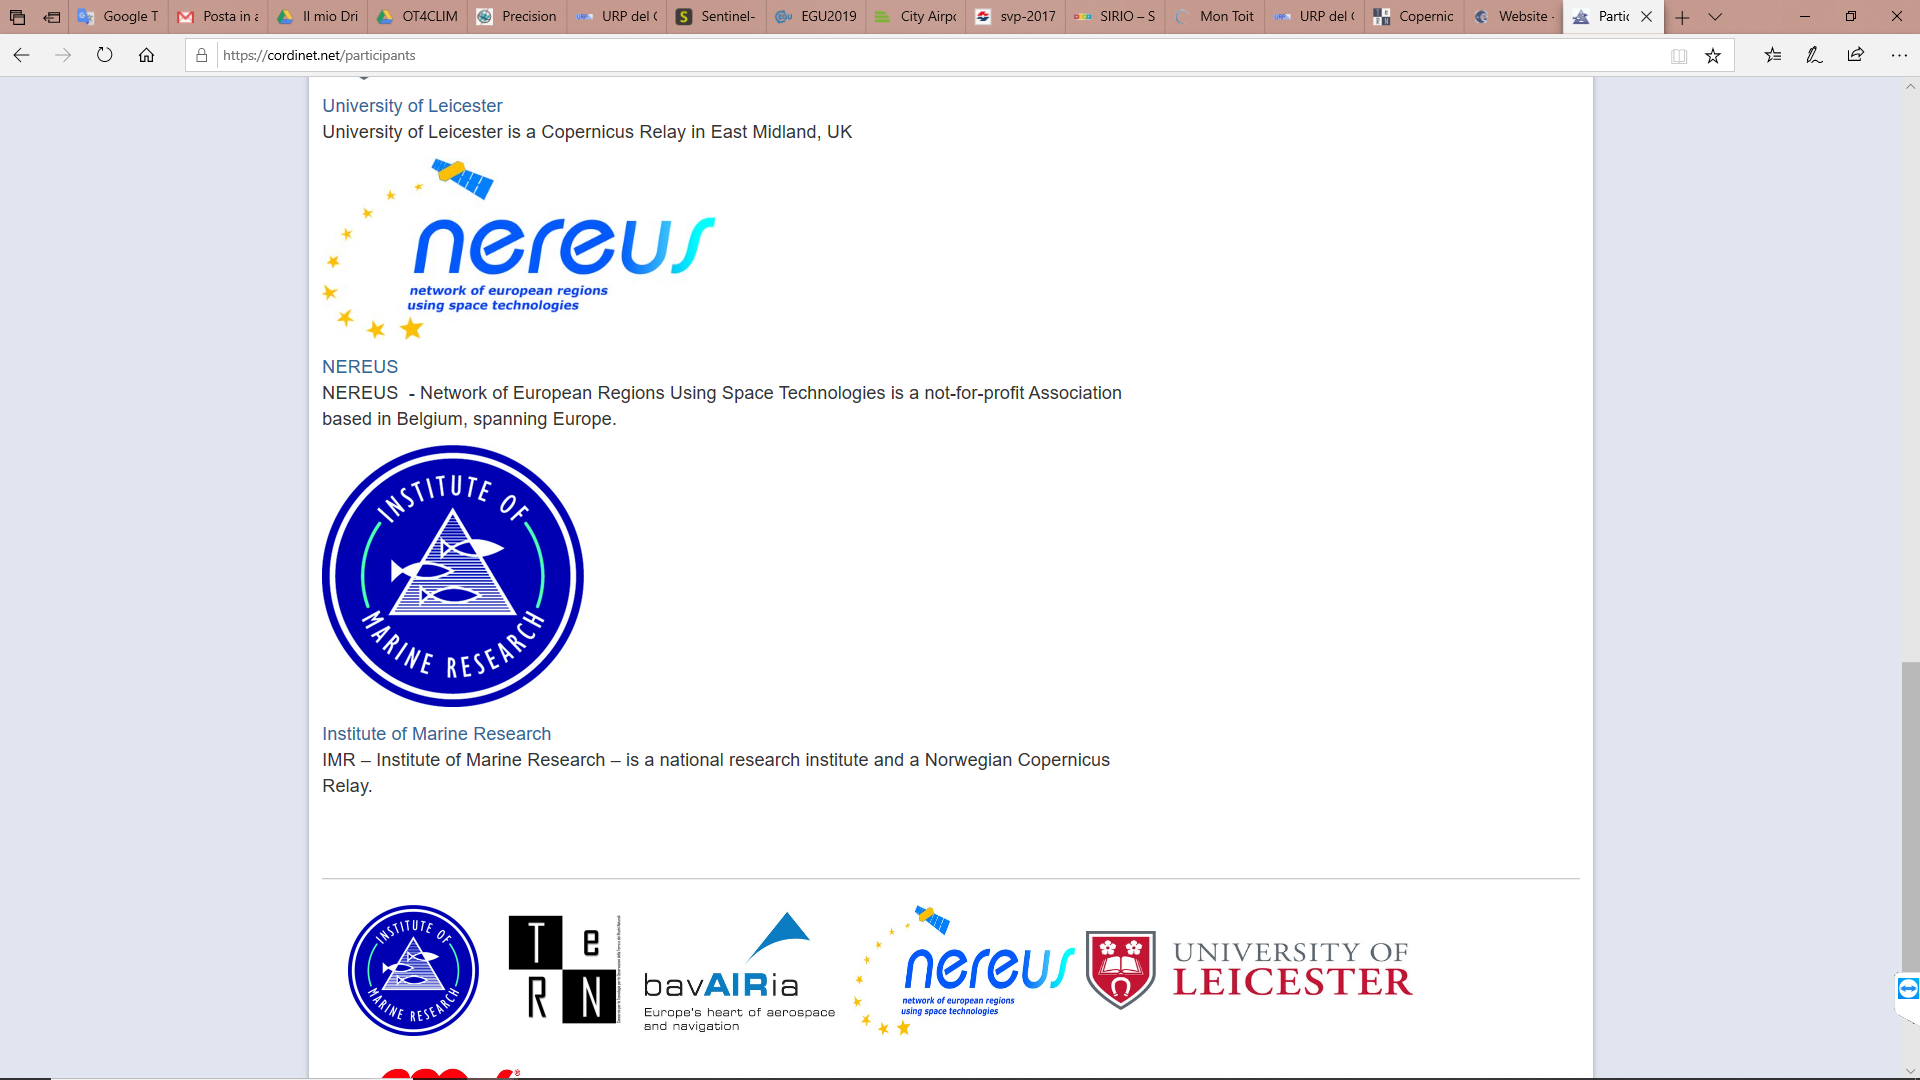 Google T
Posta in a
Il mio Dri
OT4CLIM
Precision
URP del C
Sentinel-
EGU2019
City Airpo
svp-2017
SIRIO – S
Mon Toit
URP del C
Copernic
Website -
Partic
https://cordinet.net/participants
University of Leicester
University of Leicester is a Copernicus Relay in East Midland, UK
nereus
network of european regions
using space technologies
NEREUS
NEREUS - Network of European Regions Using Space Technologies is a not-for-profit Association
based in Belgium, spanning Europe.
INSTITUTE OF
MARINE RESEARCH
Institute of Marine Research
IMR – Institute of Marine Research – is a national research institute and a Norwegian Copernicus
Relay.
INSTITUTE OF
MARINE RESEARCH
TeRN
bavAIRia
Europe's heart of aerospace
and navigation
nereus
network of european regions
using space technologies
UNIVERSITY OF
LEICESTER